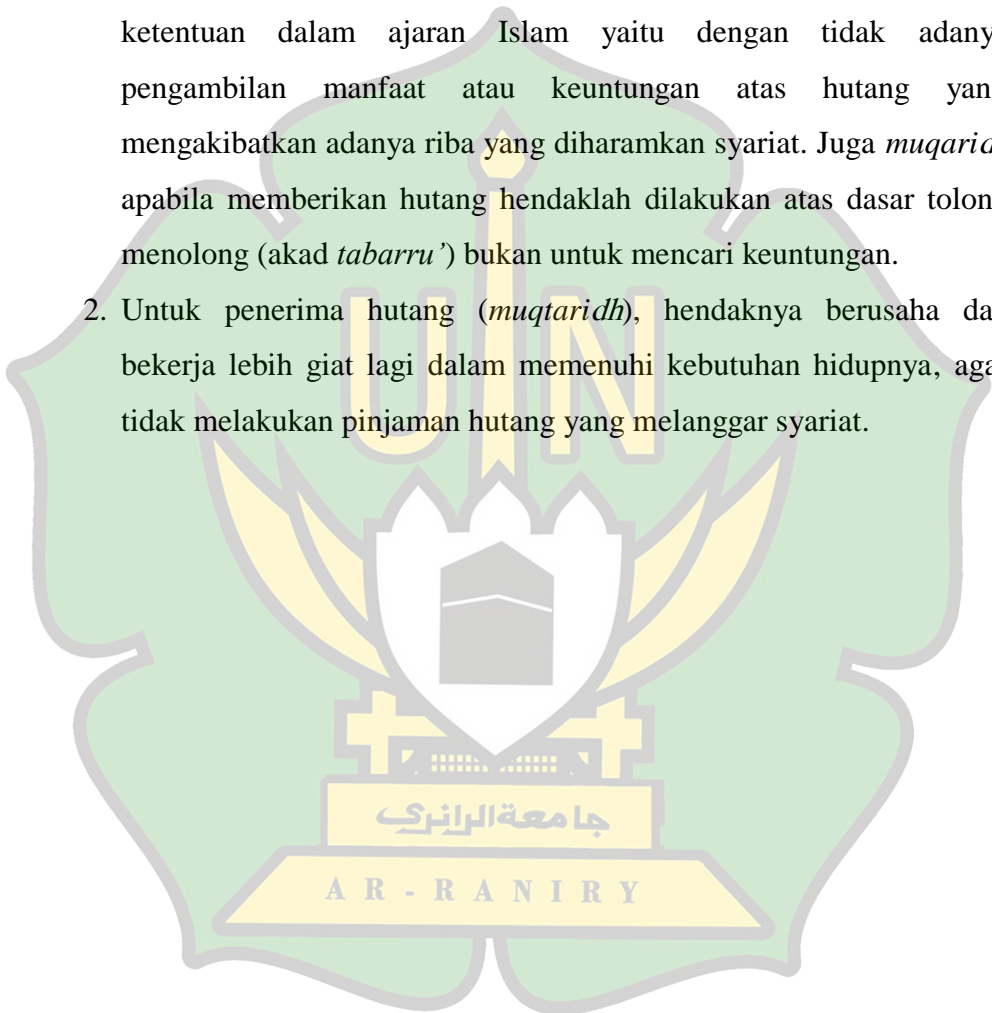 ketentuan dalam ajaran Islam yaitu dengan tidak adany
pengambilan manfaat atau keuntungan atas hutang yan
mengakibatkan adanya riba yang diharamkan syariat. Juga muqarid
apabila memberikan hutang hendaklah dilakukan atas dasar tolon
menolong (akad tabarru’) bukan untuk mencari keuntungan.
2. Untuk penerima hutang (muqtaridh), hendaknya berusaha da
bekerja lebih giat lagi dalam memenuhi kebutuhan hidupnya, aga
tidak melakukan pinjaman hutang yang melanggar syariat.
UIN
جامعة الرانري
AR-RANIRY